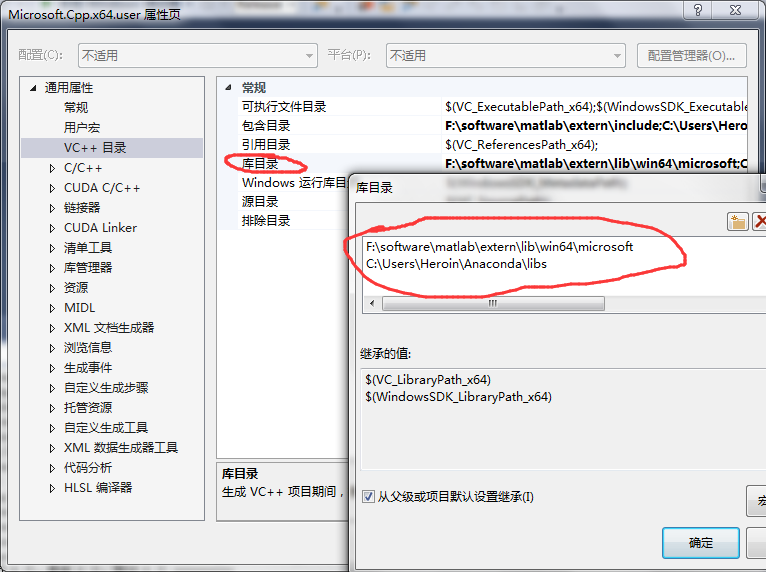 Microsoft.Cpp.x64.user 属性页
配置(C): 不适用 平台(P): 不适用 配置管理器(O)...
通用属性
常规
用户宏
VC++ 目录
C/C++
CUDA C/C++
链接器
CUDA Linker
清单工具
库管理器
资源
MIDL
XML 文档生成器
浏览信息
生成事件
自定义生成步骤
托管资源
自定义生成工具
XML 数据生成器工具
代码分析
HLSL 编译器
常规
可执行文件目录 $(VC_ExecutablePath_x64);$(WindowsSDK_Executable
包含目录 F:\software\matlab\extern\include;C:\Users\Hero
引用目录 $(VC_ReferencesPath_x64);
库目录 F:\software\matlab\extern\lib\win64\microsoft;C
Windows 运行库目
源目录
排除目录
库目录
生成 VC++ 项目期间，
库目录
F:\software\matlab\extern\lib\win64\microsoft
C:\Users\Heroin\Anaconda\libs
继承的值:
$(VC_LibraryPath_x64)
$(WindowsSDK_LibraryPath_x64)
从父级或项目默认设置继承(I)
确定